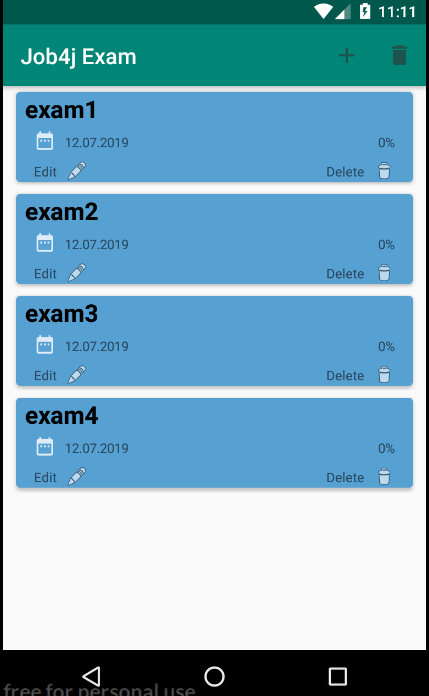 11:11
Job4j Exam
exam1
12.07.2019 0%
Edit Delete
exam2
12.07.2019 0%
Edit Delete
exam3
12.07.2019 0%
Edit Delete
exam4
12.07.2019 0%
Edit Delete
free for personal use